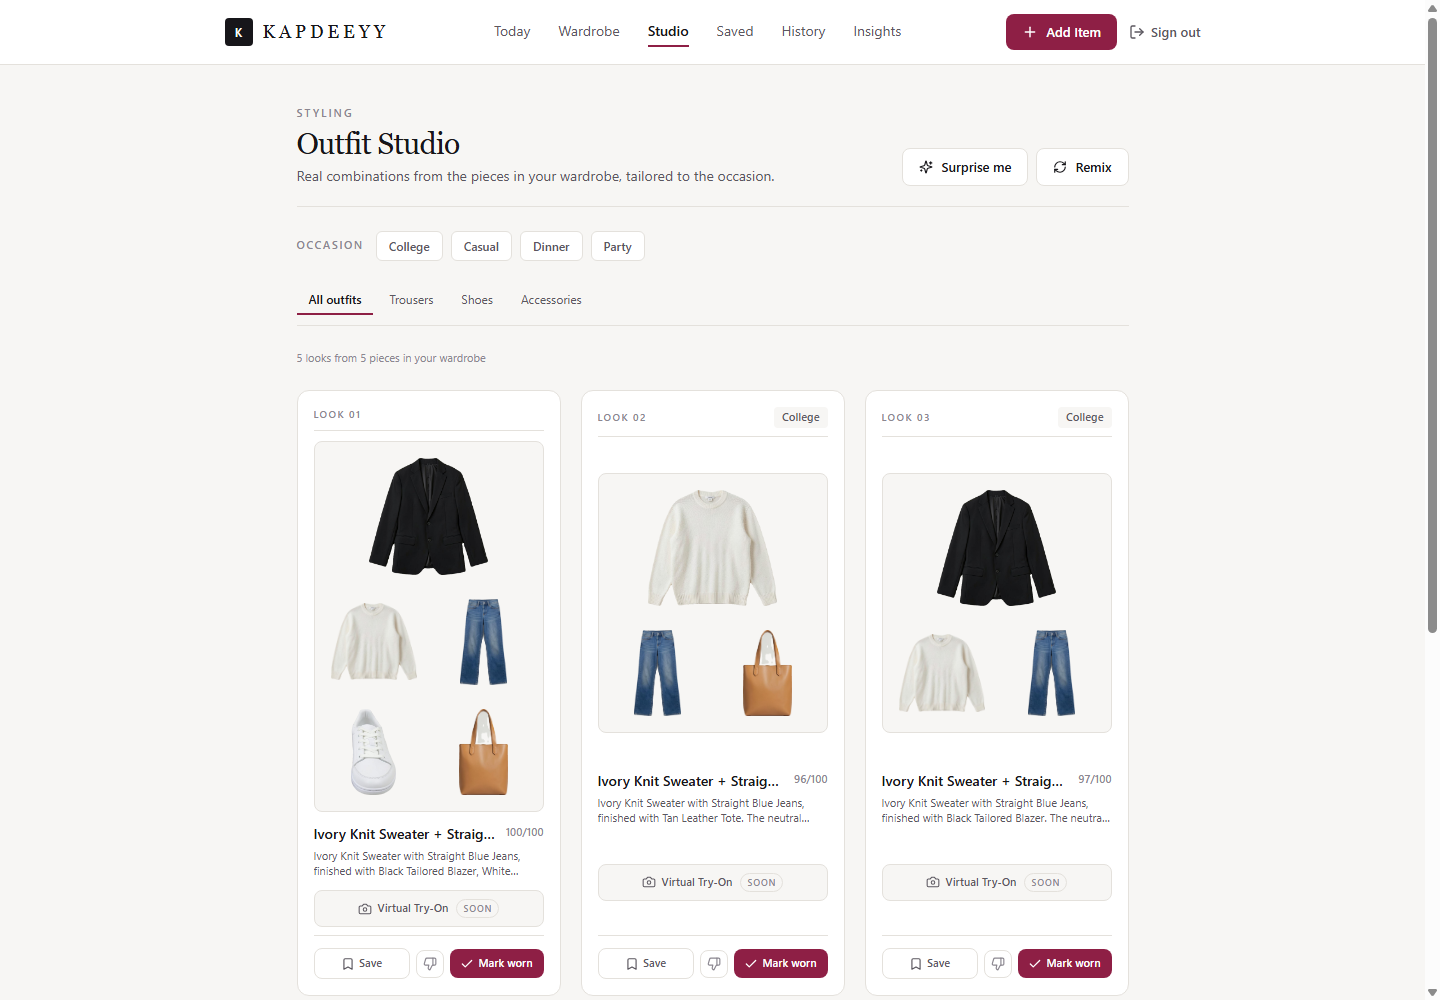 K KAPDEEYY Today Wardrobe Studio Saved History Insights + Add Item Sign out
STYLING
Outfit Studio
Real combinations from the pieces in your wardrobe, tailored to the occasion.
Surprise me Remix
OCCASION College Casual Dinner Party
All outfits Trousers Shoes Accessories
5 looks from 5 pieces in your wardrobe
LOOK 01
Ivory Knit Sweater + Straig... 100/100
Ivory Knit Sweater with Straight Blue Jeans,
finished with Black Tailored Blazer, White...
Virtual Try-On SOON
Save Mark worn
LOOK 02 College
Ivory Knit Sweater + Straig... 96/100
Ivory Knit Sweater with Straight Blue Jeans,
finished with Tan Leather Tote. The neutral...
Virtual Try-On SOON
Save Mark worn
LOOK 03 College
Ivory Knit Sweater + Straig... 97/100
Ivory Knit Sweater with Straight Blue Jeans,
finished with Black Tailored Blazer. The neutra...
Virtual Try-On SOON
Save Mark worn